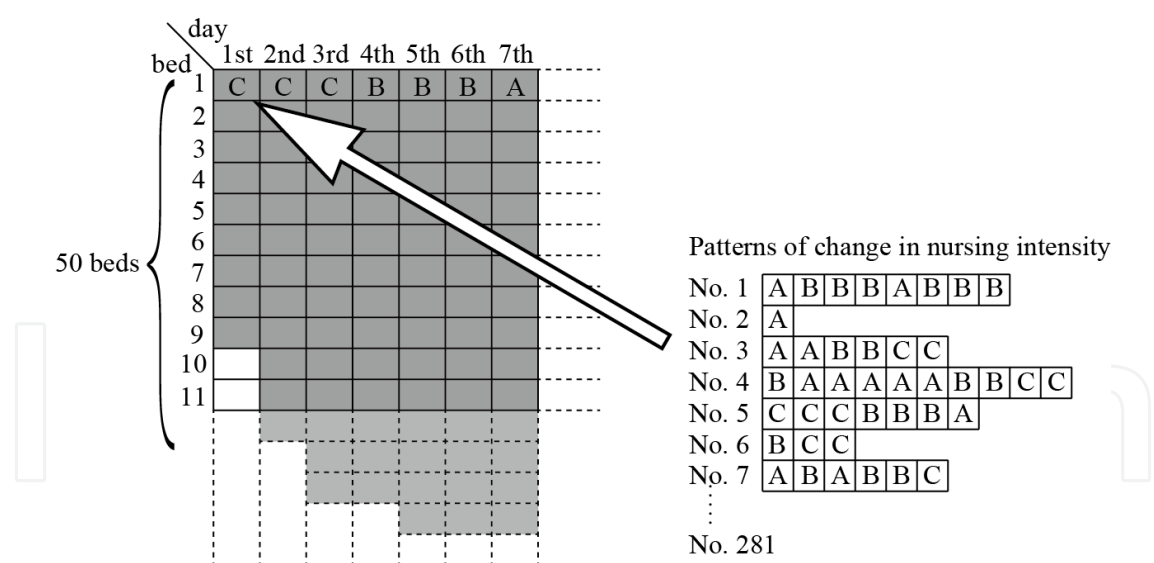 day
bed
1st 2nd 3rd 4th 5th 6th 7th
1 C C C B B B A
2
3
4
5
6
7
8
9
10
11
50 beds
Patterns of change in nursing intensity
No. 1 A B B B A B B B
No. 2 A
No. 3 A A B B C C
No. 4 B A A A A A B B C C
No. 5 C C C B B B A
No. 6 B C C
No. 7 A B A B B C
No. 281